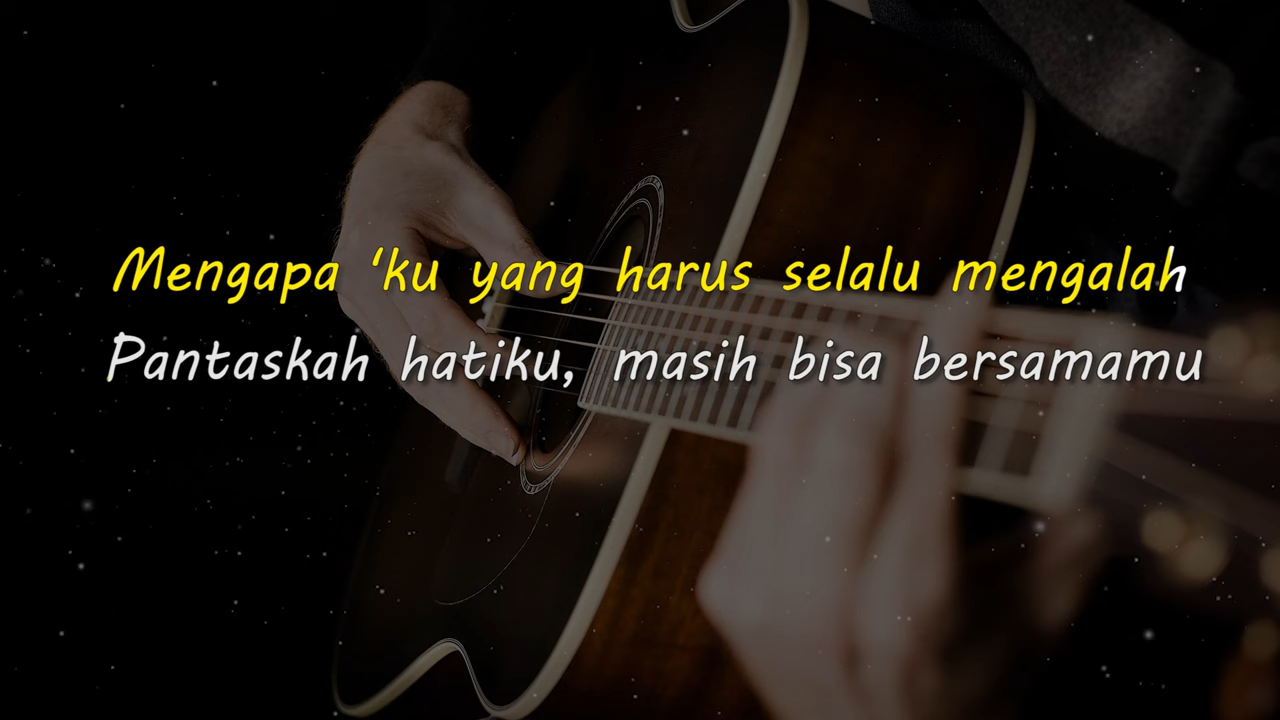 Mengapa ‘ku yang harus selalu mengalah
Pantaskah hatiku, masih bisa bersamamu